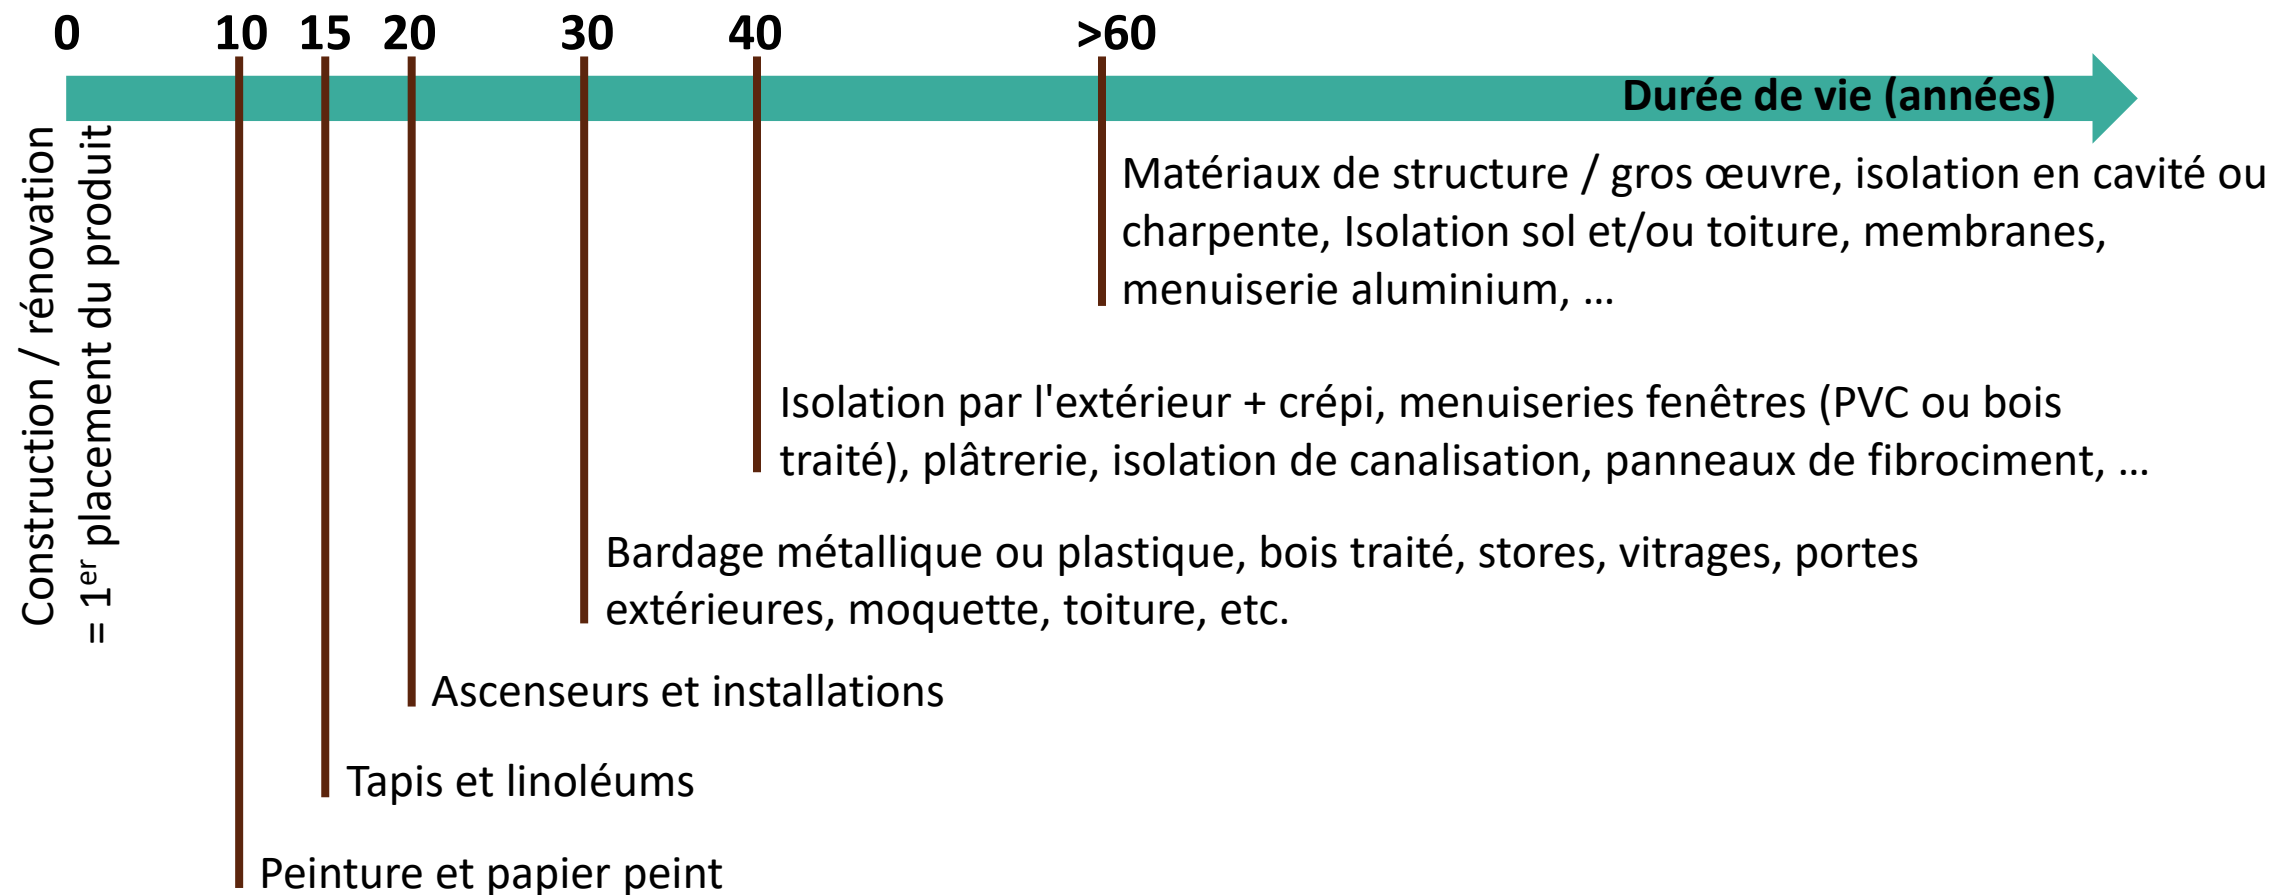 0 10 15 20 30 40 >60
Durée de vie (années)
Construction / rénovation
= 1er placement du produit
Matériaux de structure / gros œuvre, isolation en cavité ou
charpente, Isolation sol et/ou toiture, membranes,
menuiserie aluminium, ...
Isolation par l'extérieur + crépi, menuiseries fenêtres (PVC ou bois
traité), plâtrerie, isolation de canalisation, panneaux de fibrociment, ...
Bardage métallique ou plastique, bois traité, stores, vitrages, portes
extérieures, moquette, toiture, etc.
Ascenseurs et installations
Tapis et linoléums
Peinture et papier peint